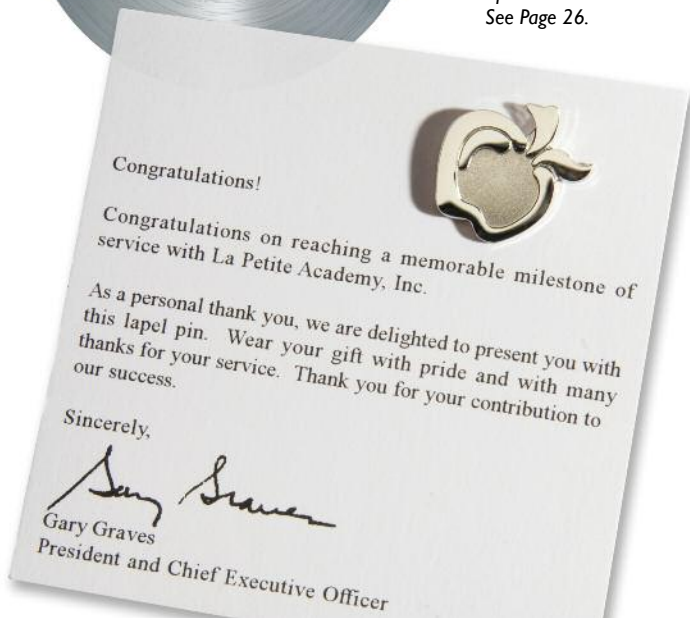 See Page 26.
Congratulations!
Congratulations on reaching a memorable milestone of
service with La Petite Academy, Inc.
As a personal thank you, we are delighted to present you with
this lapel pin. Wear your gift with pride and with many
thanks for your service. Thank you for your contribution to
our success.
Sincerely,
Gary Graves
Gary Graves
President and Chief Executive Officer